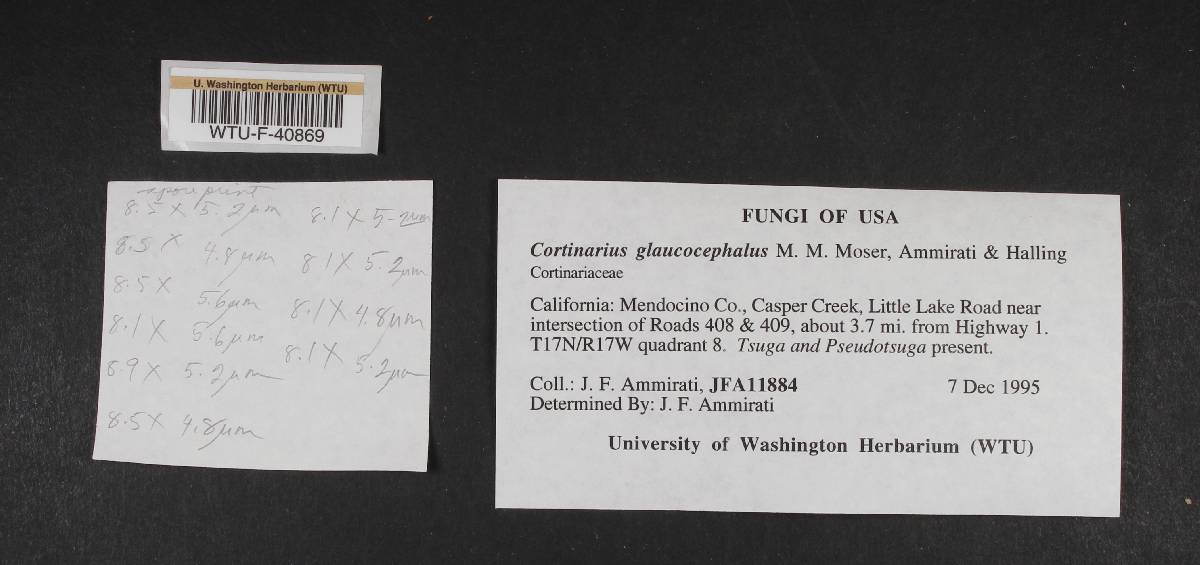 U. Washington Herbarium (WTU)
WTU-F-40869
spore print
8.5 X 5.2 µm
8.5 X 4.8 µm
8.5 X 5.6 µm
8.1 X 5.6 µm
8.9 X 5.2 µm
8.5 X 4.8 µm
8.1 X 5.2 µm
8.1 X 5.2 µm
8.1 X 4.8 µm
8.1 X 5.2 µm
FUNGI OF USA
Cortinarius glaucocephalus M. M. Moser, Ammirati & Halling
Cortinariaceae
California: Mendocino Co., Casper Creek, Little Lake Road near
intersection of Roads 408 & 409, about 3.7 mi. from Highway 1.
T17N/R17W quadrant 8. Tsuga and Pseudotsuga present.
Coll.: J. F. Ammirati, JFA11884 7 Dec 1995
Determined By: J. F. Ammirati
University of Washington Herbarium (WTU)